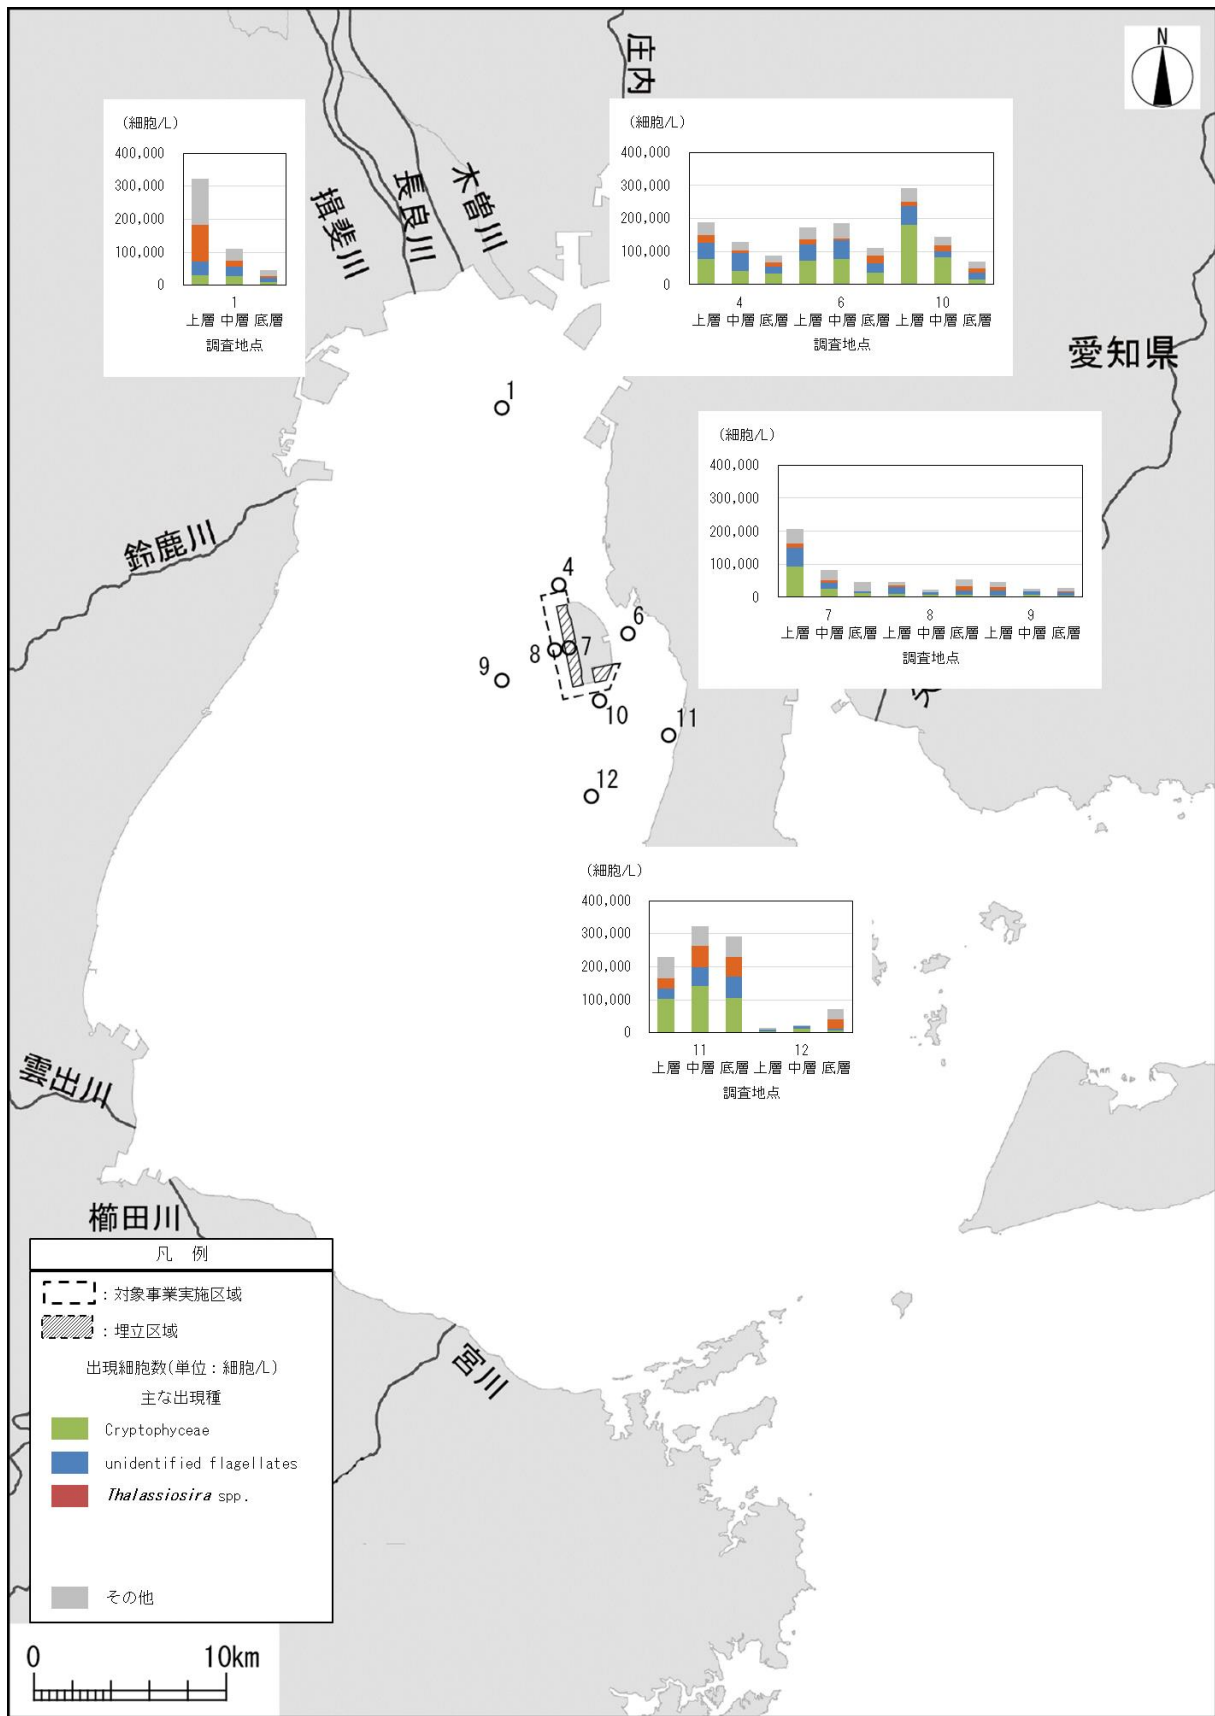 N
庄内
木曽川
長良川
揖斐川
(細胞/L)
400,000
300,000
200,000
100,000
0
1
上層 中層 底層
調査地点
(細胞/L)
400,000
300,000
200,000
100,000
0
4 6 10
上層 中層 底層 上層 中層 底層 上層 中層 底層
調査地点
愛知県
(細胞/L)
400,000
300,000
200,000
100,000
0
7 8 9
上層 中層 底層 上層 中層 底層 上層 中層 底層
調査地点
鈴鹿川
1
4
6
7
8
9
10
11
12
(細胞/L)
400,000
300,000
200,000
100,000
0
11 12
上層 中層 底層 上層 中層 底層
調査地点
雲出川
櫛田川
宮川
凡 例
：対象事業実施区域
：埋立区域
出現細胞数(単位：細胞/L)
主な出現種
Cryptophyceae
unidentified flagellates
Thalassiosira spp.
その他
0 10km